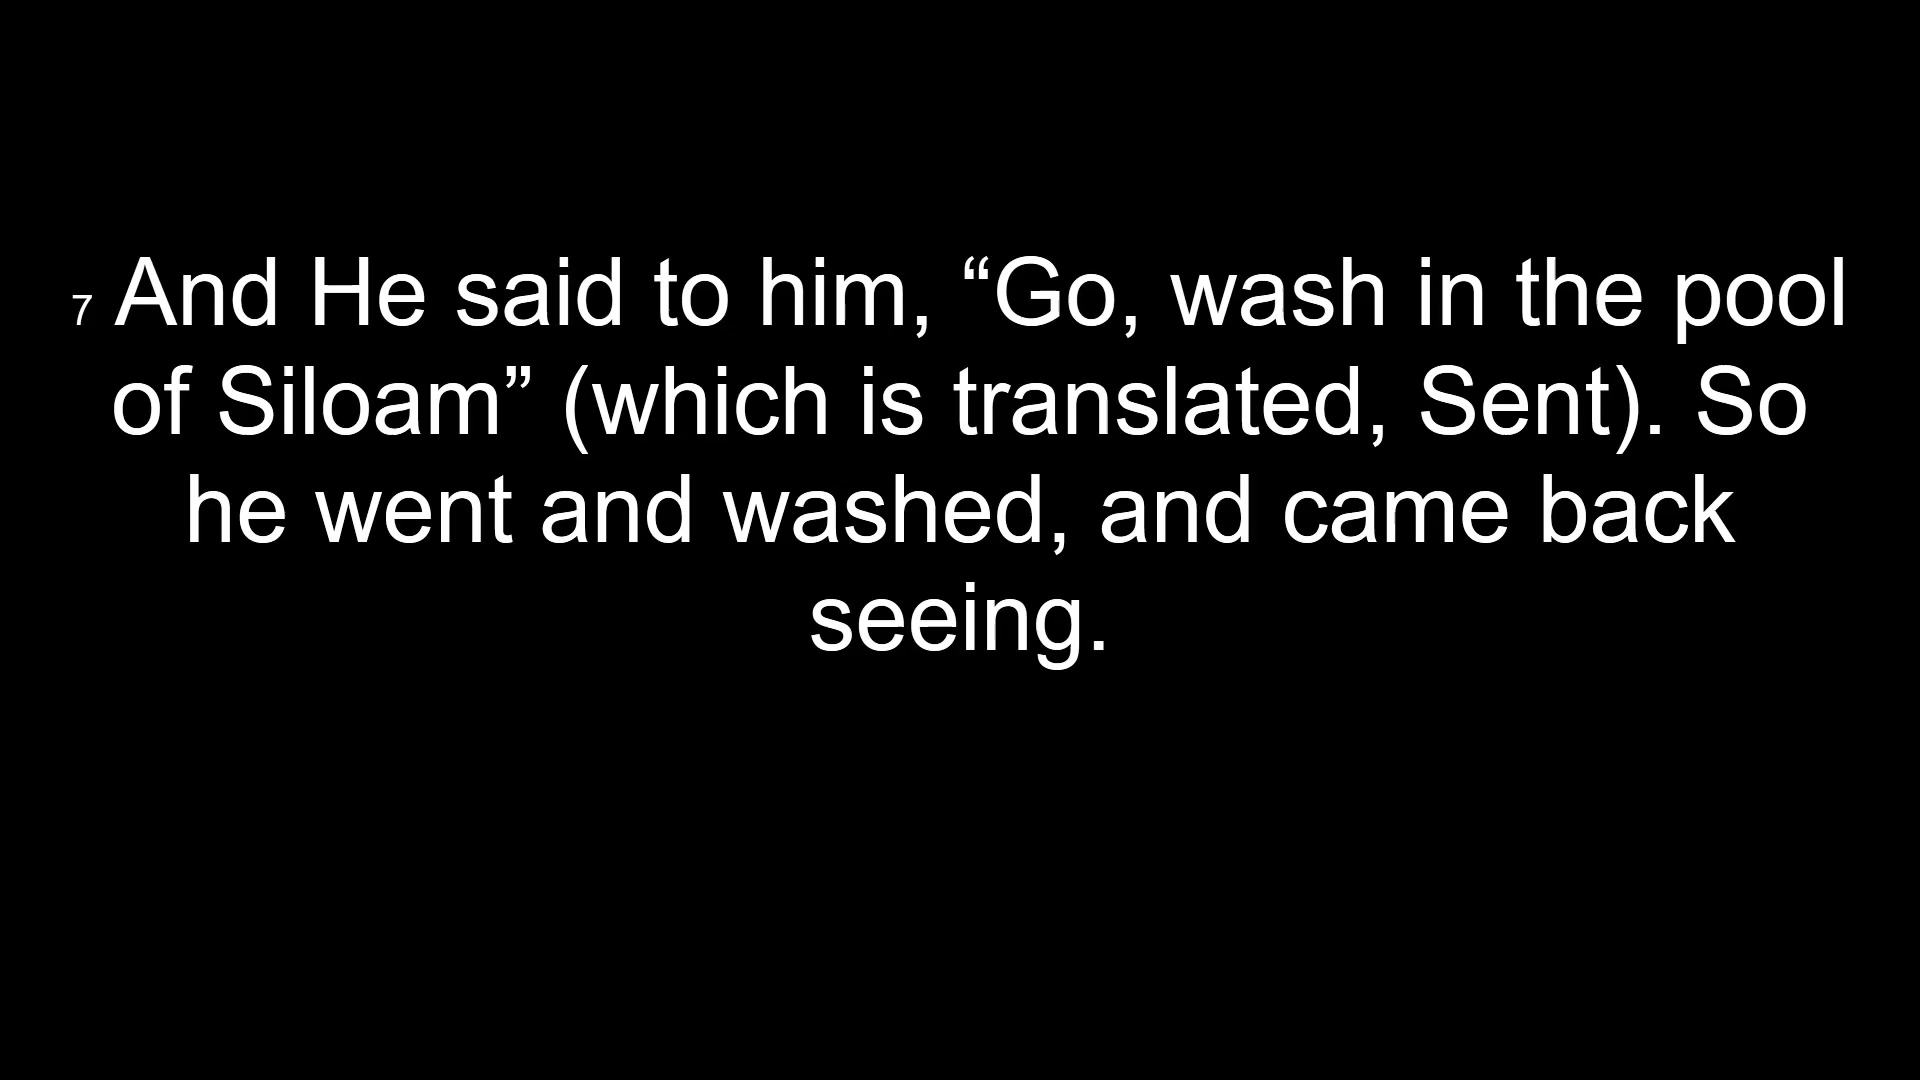 7 And He said to him, “Go, wash in the pool
of Siloam” (which is translated, Sent). So
he went and washed, and came back
seeing.